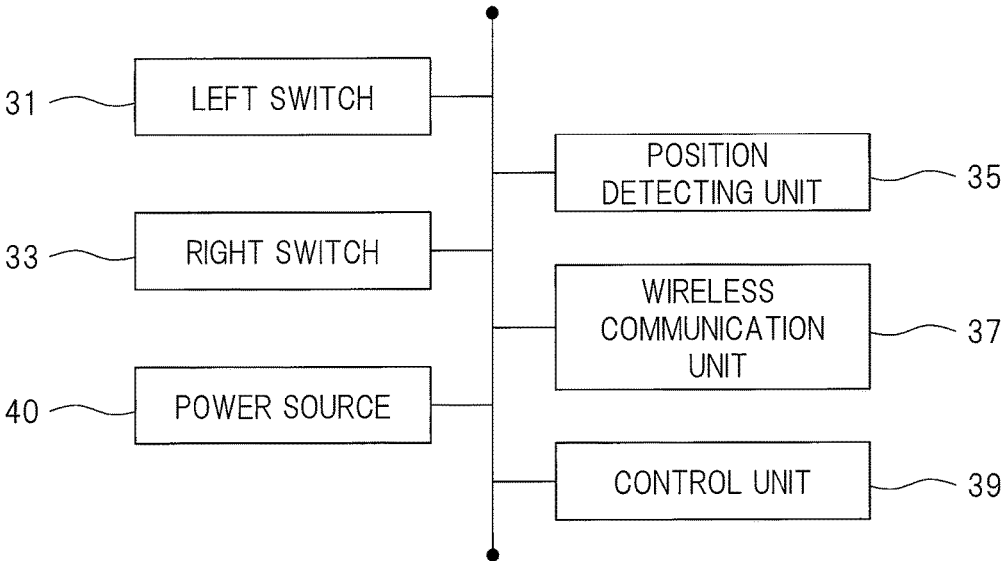 31
LEFT SWITCH
33
RIGHT SWITCH
40
POWER SOURCE
POSITION
DETECTING UNIT
35
WIRELESS
COMMUNICATION
UNIT
37
CONTROL UNIT
39